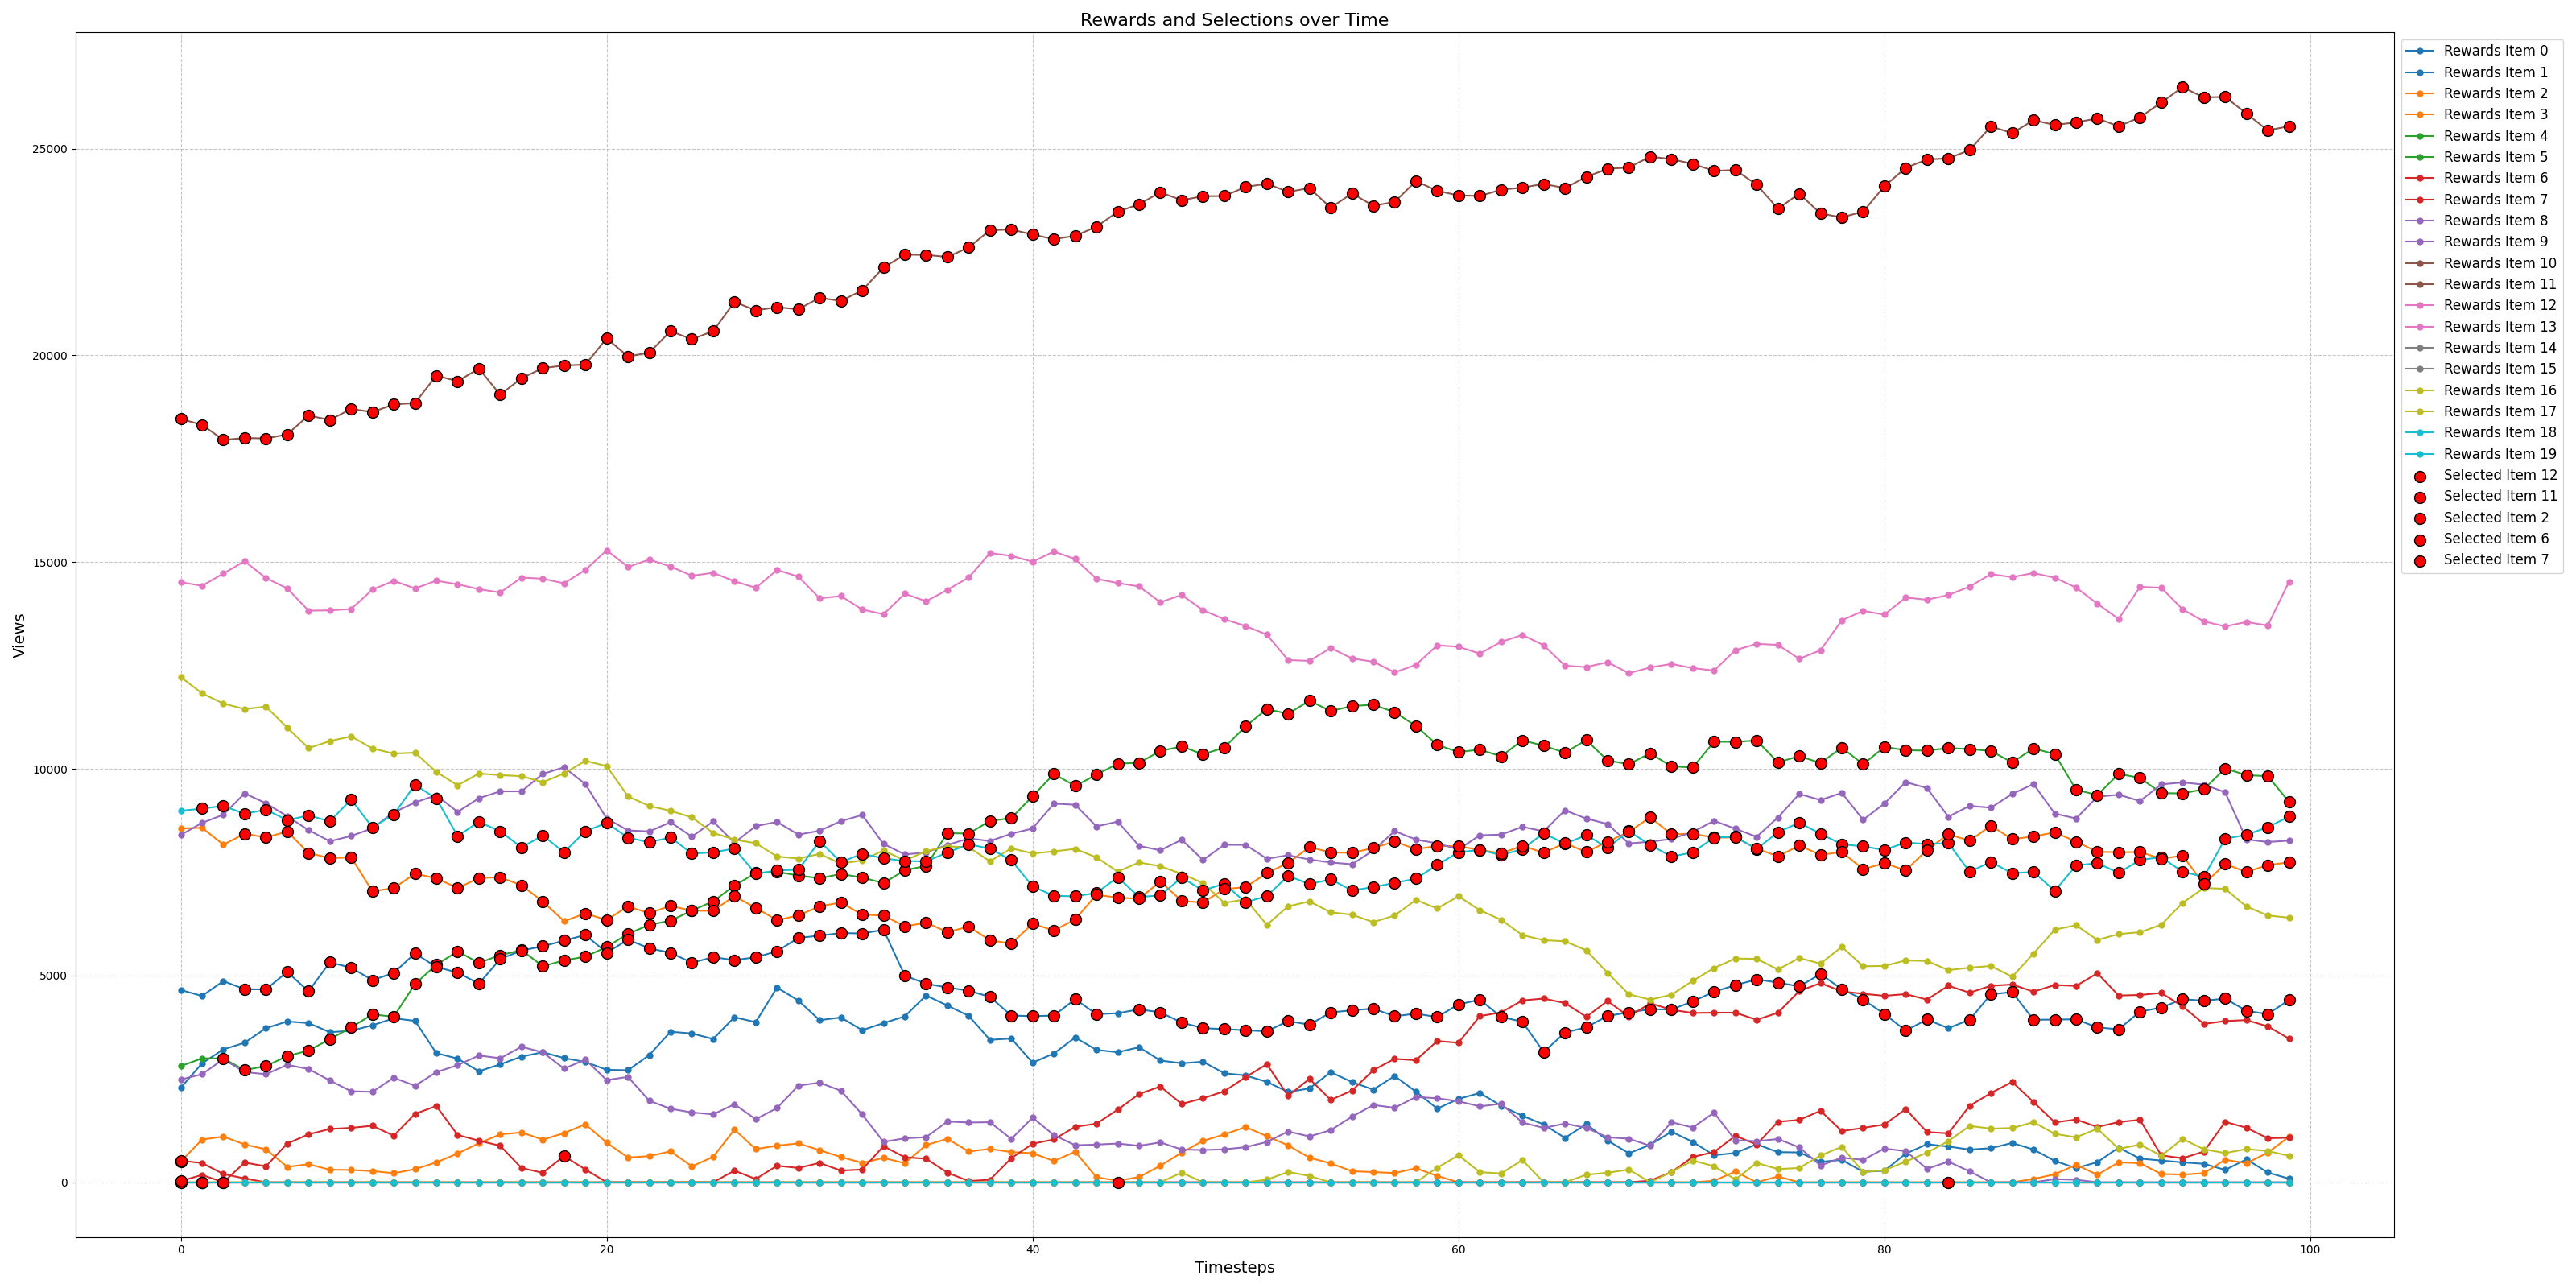 Rewards and Selections over Time
Views
25000
20000
15000
10000
5000
0
0
20
40
60
80
100
Timesteps
Rewards Item 0
Rewards Item 1
Rewards Item 2
Rewards Item 3
Rewards Item 4
Rewards Item 5
Rewards Item 6
Rewards Item 7
Rewards Item 8
Rewards Item 9
Rewards Item 10
Rewards Item 11
Rewards Item 12
Rewards Item 13
Rewards Item 14
Rewards Item 15
Rewards Item 16
Rewards Item 17
Rewards Item 18
Rewards Item 19
Selected Item 12
Selected Item 11
Selected Item 2
Selected Item 6
Selected Item 7